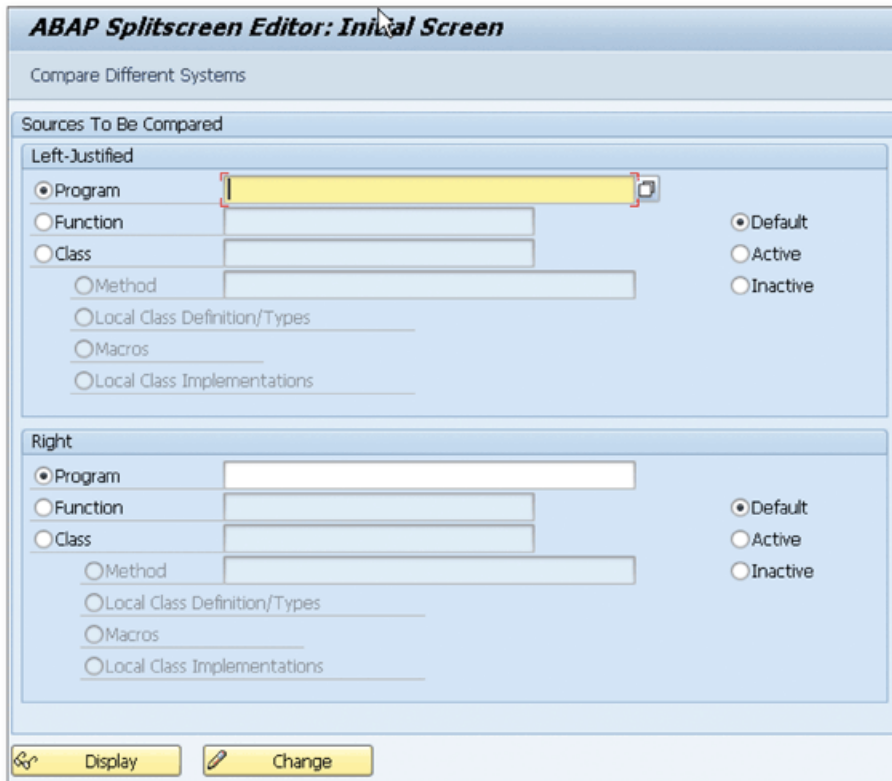 ABAP Splitscreen Editor: Initial Screen
Compare Different Systems
Sources To Be Compared
Left-Justified
Program
Function Default
Class Active
Method Inactive
Local Class Definition/Types
Macros
Local Class Implementations
Right
Program
Function Default
Class Active
Method Inactive
Local Class Definition/Types
Macros
Local Class Implementations
Display Change